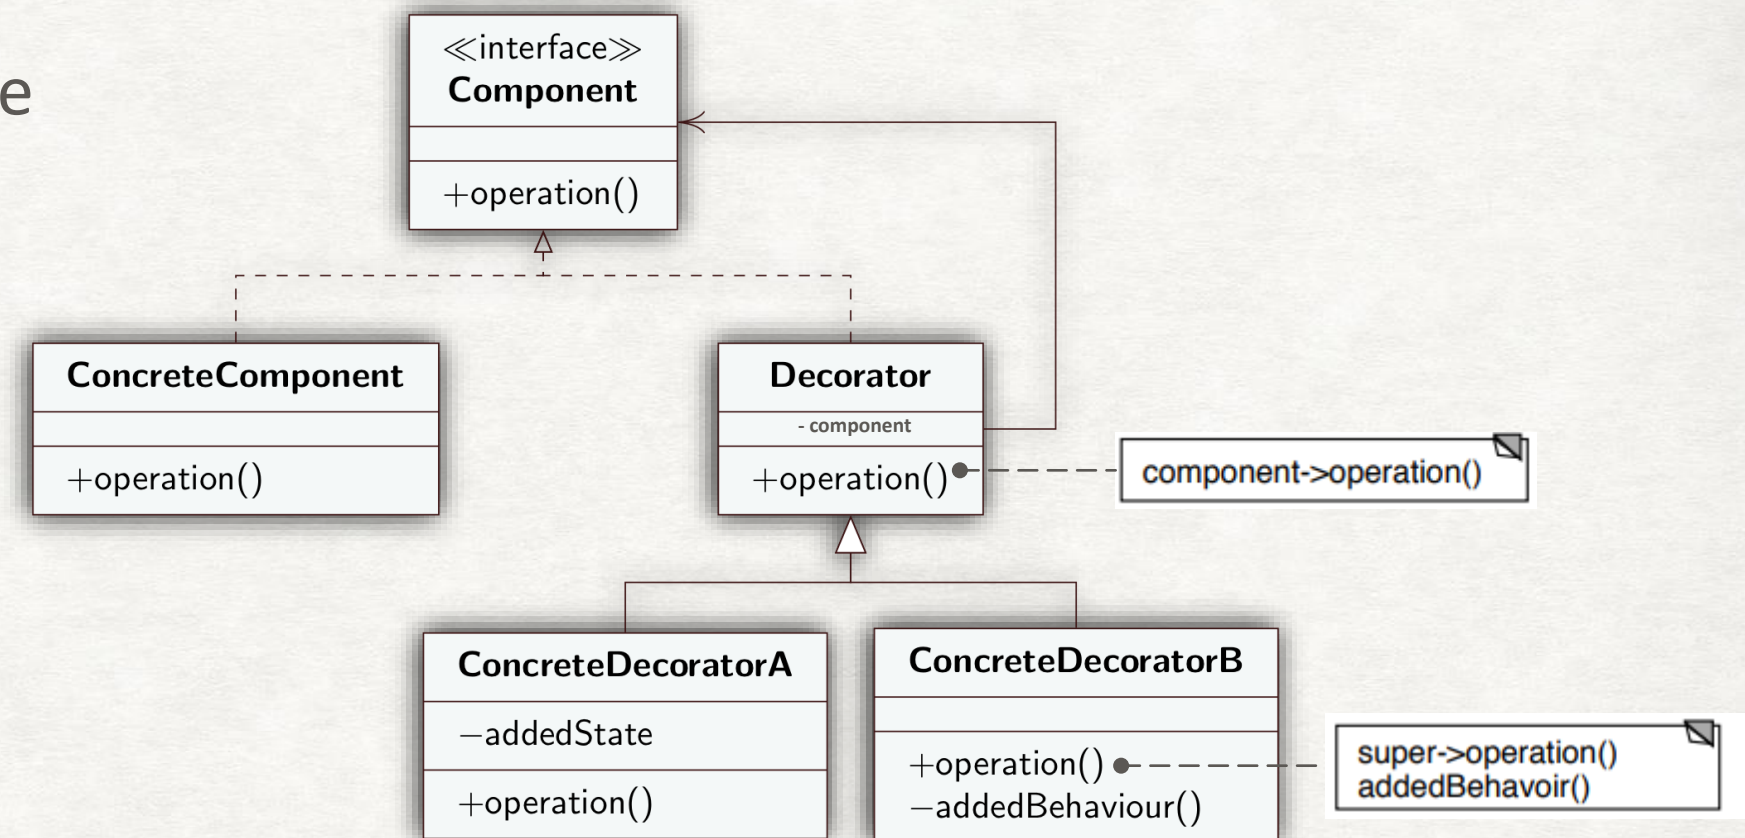 e
≪interface≫
Component
+operation()
ConcreteComponent
+operation()
Decorator
- component
+operation()
component->operation()
ConcreteDecoratorA
−addedState
+operation()
ConcreteDecoratorB
+operation()
−addedBehaviour()
super->operation()
addedBehavoir()